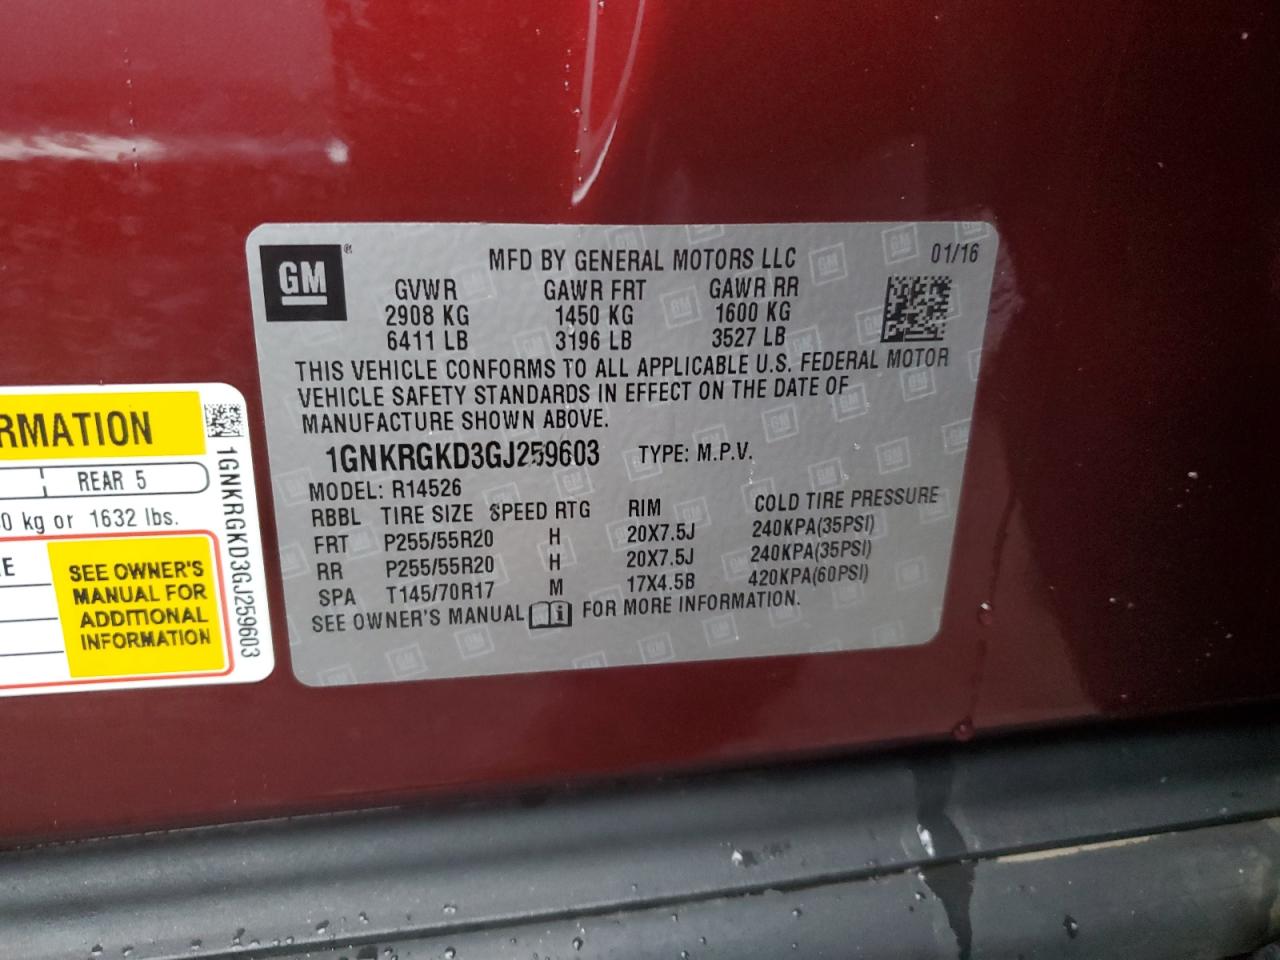 GM
MFD BY GENERAL MOTORS LLC 01/16
GVWR GAWR FRT GAWR RR
2908 KG 1450 KG 1600 KG
6411 LB 3196 LB 3527 LB
THIS VEHICLE CONFORMS TO ALL APPLICABLE U.S. FEDERAL MOTOR
VEHICLE SAFETY STANDARDS IN EFFECT ON THE DATE OF
MANUFACTURE SHOWN ABOVE.
1GNKRGKD3GJ259603 TYPE: M.P.V.
MODEL: R14526
RBBL TIRE SIZE SPEED RTG RIM COLD TIRE PRESSURE
FRT P255/55R20 H 20X7.5J 240KPA(35PSI)
RR P255/55R20 H 20X7.5J 240KPA(35PSI)
SPA T145/70R17 M 17X4.5B 420KPA(60PSI)
SEE OWNER'S MANUAL i FOR MORE INFORMATION.
RMATION
REAR 5
0 kg or 1632 lbs.
E
SEE OWNER'S
MANUAL FOR
ADDITIONAL
INFORMATION
1GNKRGKD3GJ259603